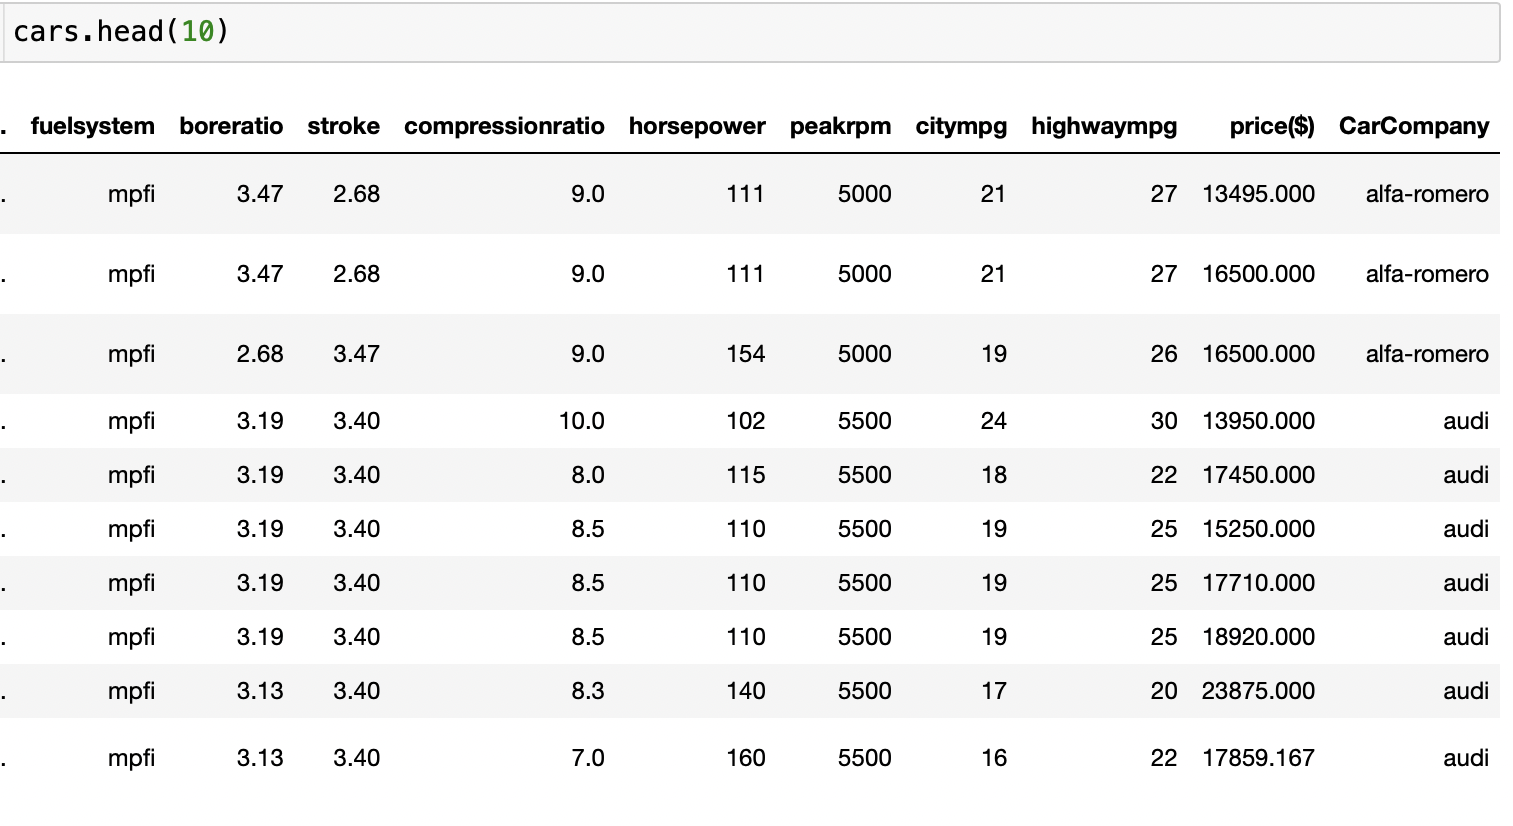 cars.head(10)
. fuelsystem boreratio stroke compressionratio horsepower peakrpm citympg highwaympg price($) CarCompany
. mpfi 3.47 2.68 9.0 111 5000 21 27 13495.000 alfa-romero
. mpfi 3.47 2.68 9.0 111 5000 21 27 16500.000 alfa-romero
. mpfi 2.68 3.47 9.0 154 5000 19 26 16500.000 alfa-romero
. mpfi 3.19 3.40 10.0 102 5500 24 30 13950.000 audi
. mpfi 3.19 3.40 8.0 115 5500 18 22 17450.000 audi
. mpfi 3.19 3.40 8.5 110 5500 19 25 15250.000 audi
. mpfi 3.19 3.40 8.5 110 5500 19 25 17710.000 audi
. mpfi 3.19 3.40 8.5 110 5500 19 25 18920.000 audi
. mpfi 3.13 3.40 8.3 140 5500 17 20 23875.000 audi
. mpfi 3.13 3.40 7.0 160 5500 16 22 17859.167 audi